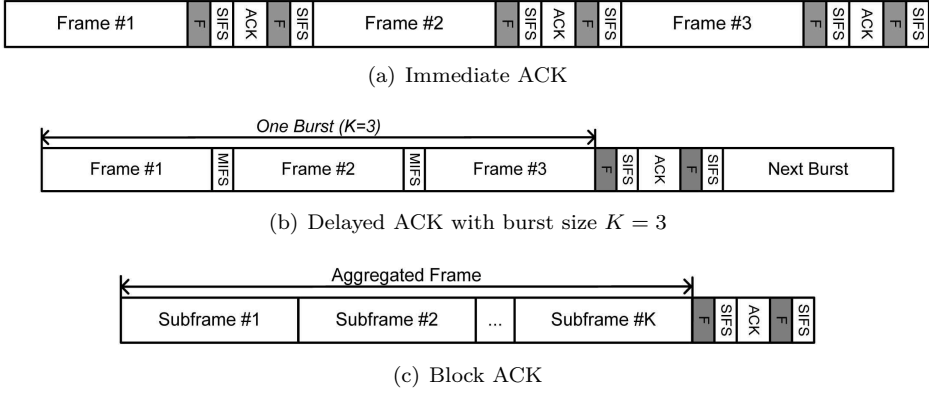 Frame #1 F SIFS ACK F SIFS Frame #2 F SIFS ACK F SIFS Frame #3 F SIFS ACK F SIFS
(a) Immediate ACK
One Burst (K=3)
Frame #1 MIFS Frame #2 MIFS Frame #3 F SIFS ACK F SIFS Next Burst
(b) Delayed ACK with burst size K = 3
Aggregated Frame
Subframe #1 Subframe #2 ... Subframe #K F SIFS ACK F SIFS
(c) Block ACK